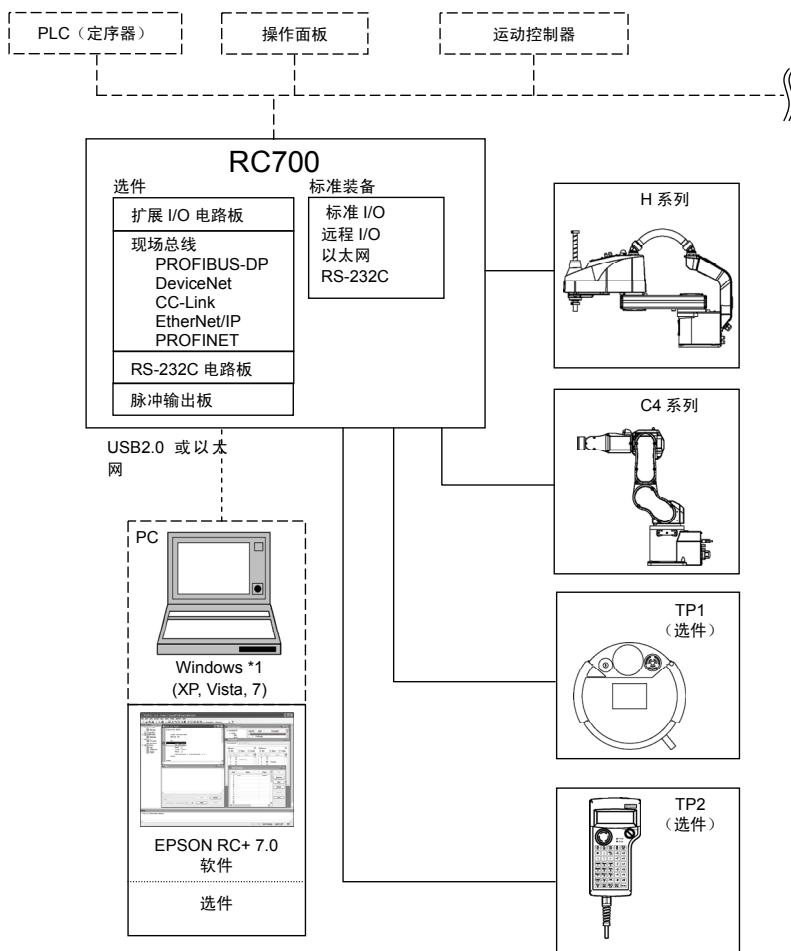 PLC（定序器）
操作面板
运动控制器
RC700
选件
扩展 I/O 电路板
现场总线
PROFIBUS-DP
DeviceNet
CC-Link
EtherNet/IP
PROFINET
RS-232C 电路板
脉冲输出板
标准装备
标准 I/O
远程 I/O
以太网
RS-232C
H 系列
C4 系列
USB2.0 或以太
网
PC
Windows *1
(XP, Vista, 7)
EPSON RC+ 7.0
软件
选件
TP1
（选件）
TP2
（选件）